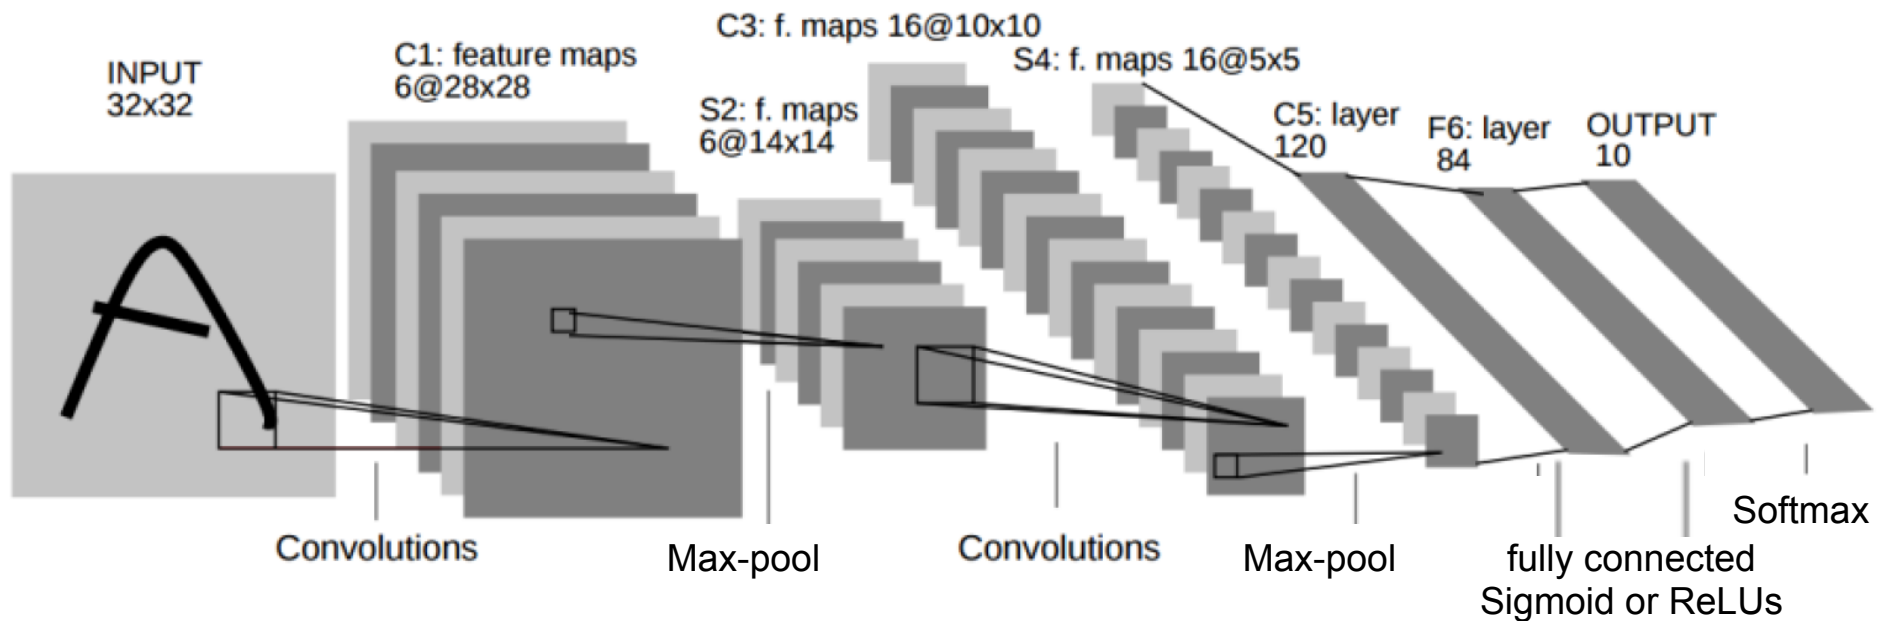 INPUT
32x32
C1: feature maps
6@28x28
S2: f. maps
6@14x14
C3: f. maps 16@10x10
S4: f. maps 16@5x5
C5: layer
120
F6: layer
84
OUTPUT
10
Convolutions
Max-pool
Convolutions
Max-pool
fully connected
Sigmoid or ReLUs
Softmax